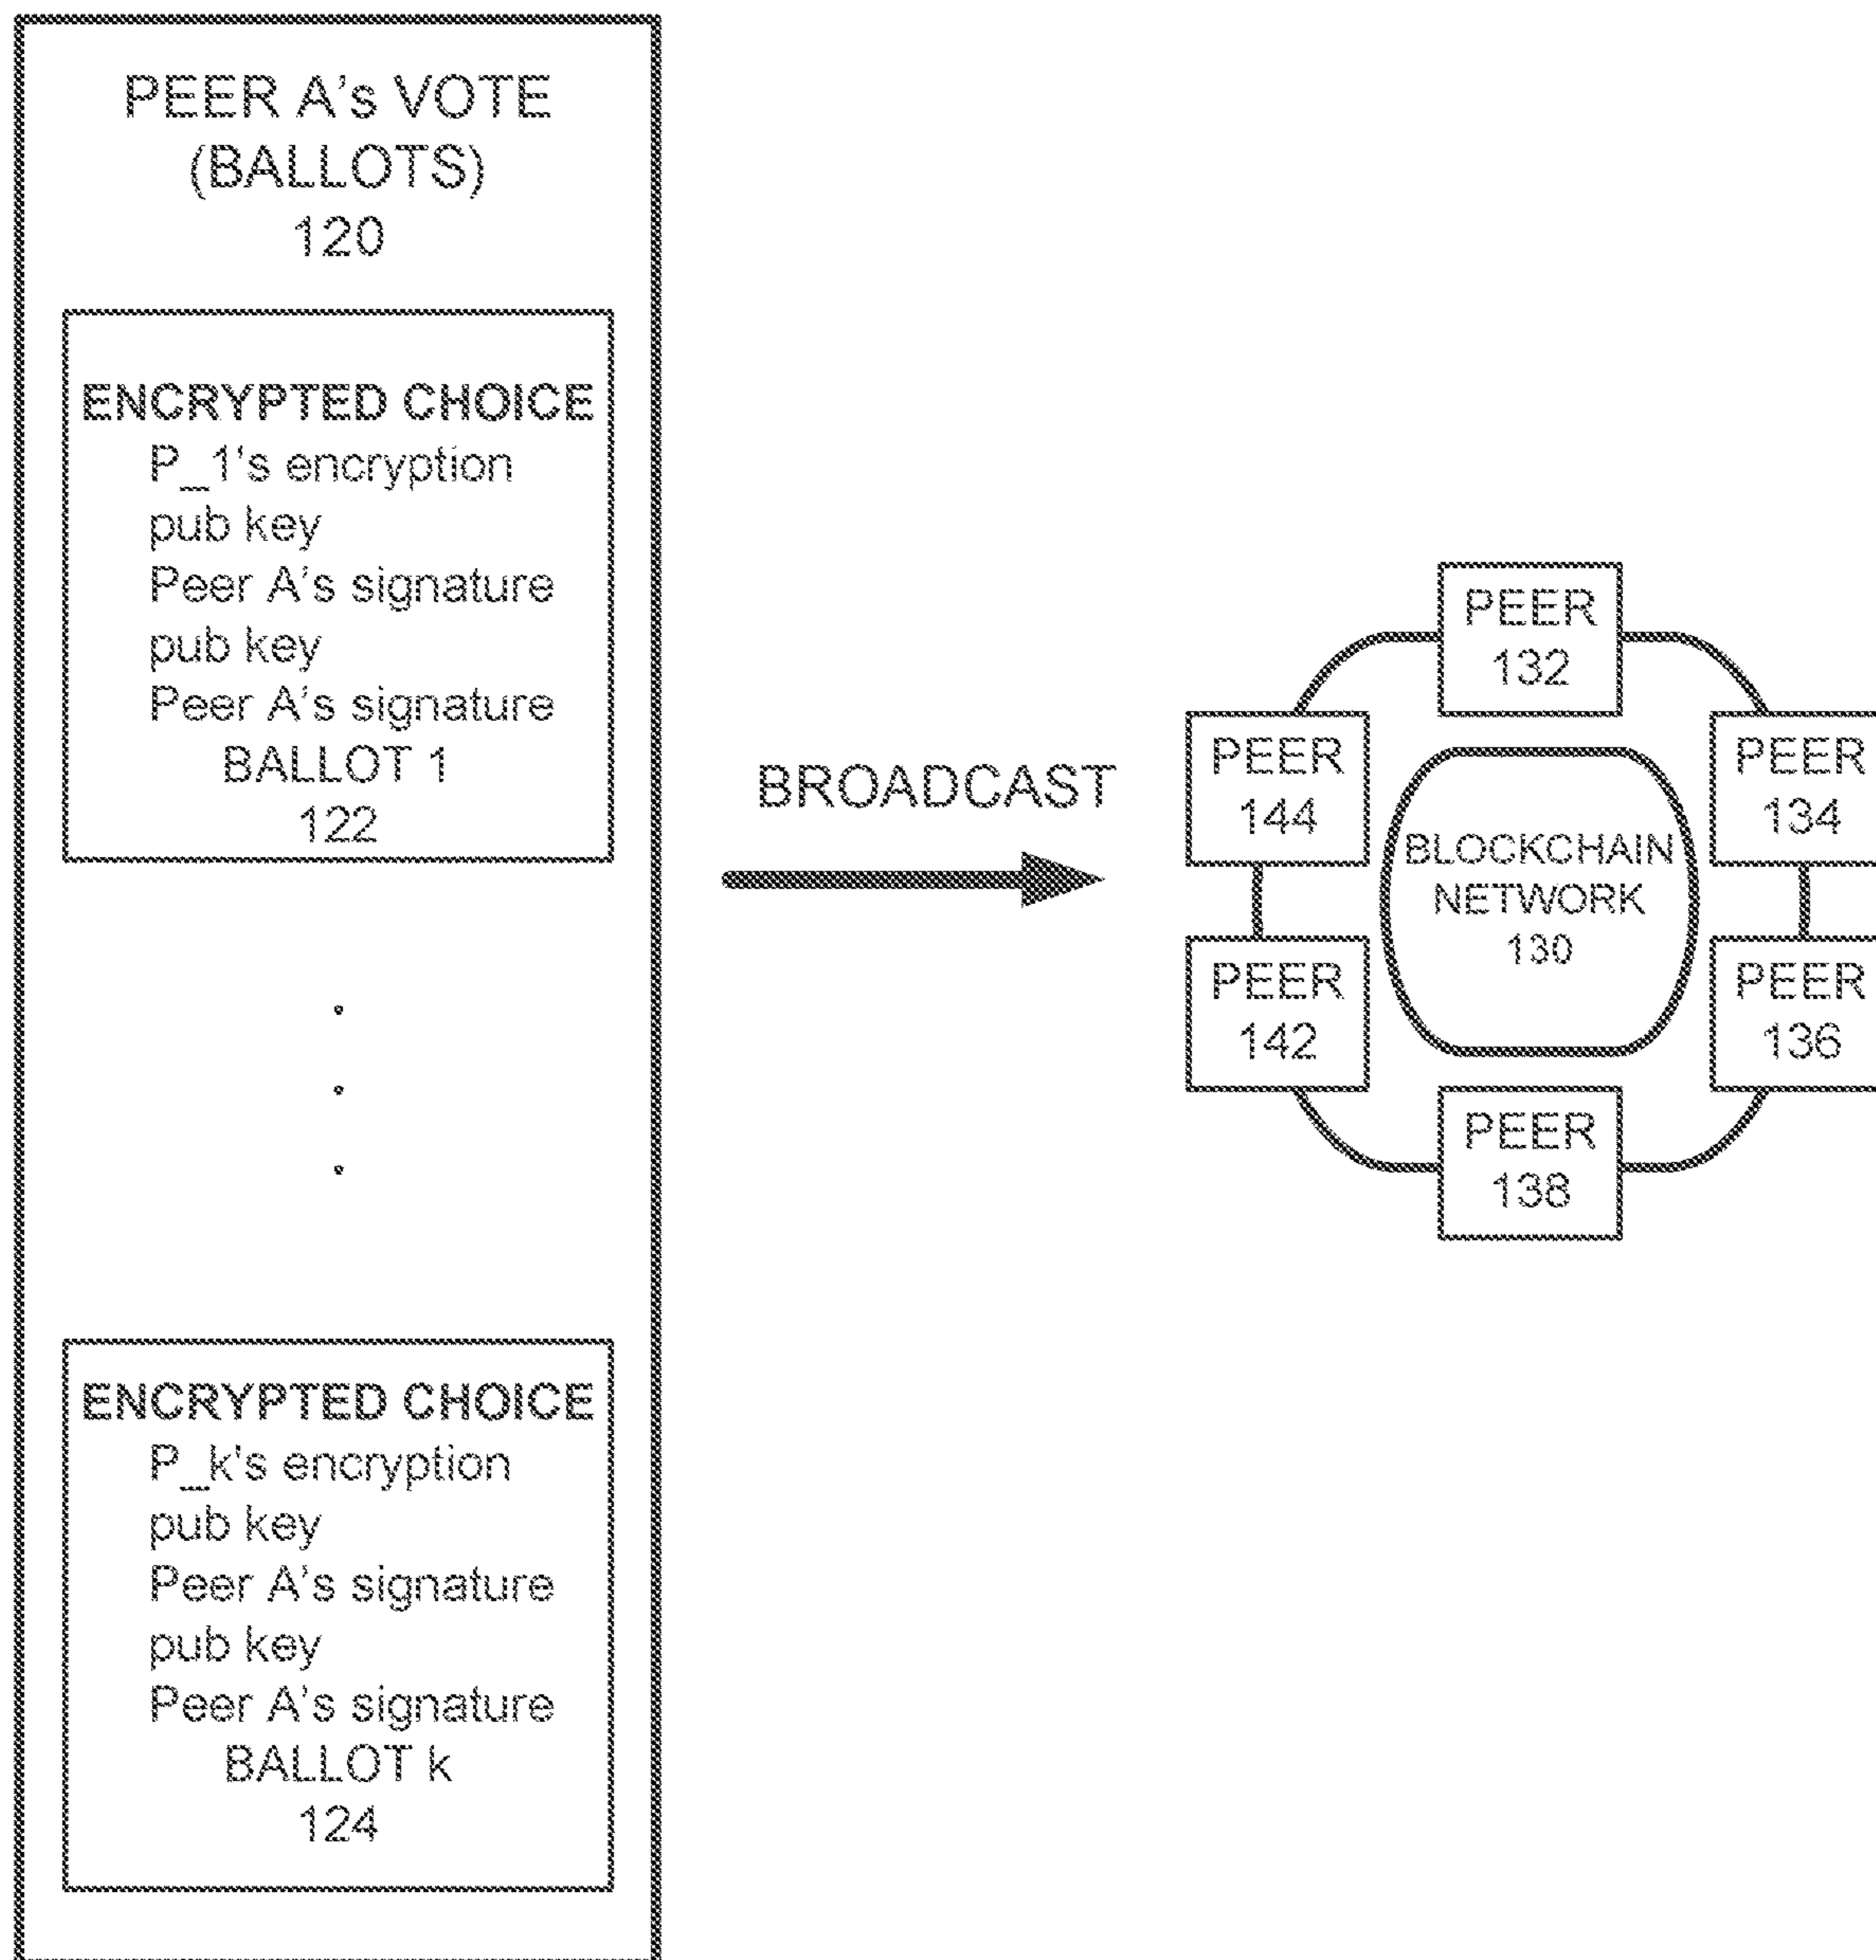 PEER A's VOTE
(BALLOTS)
120
ENCRYPTED CHOICE
P_1's encryption
pub key
Peer A's signature
pub key
Peer A's signature
BALLOT 1
122
.
.
.
ENCRYPTED CHOICE
P_k's encryption
pub key
Peer A's signature
pub key
Peer A's signature
BALLOT k
124
BROADCAST
PEER
132
PEER
144
PEER
134
BLOCKCHAIN
NETWORK
130
PEER
142
PEER
136
PEER
138